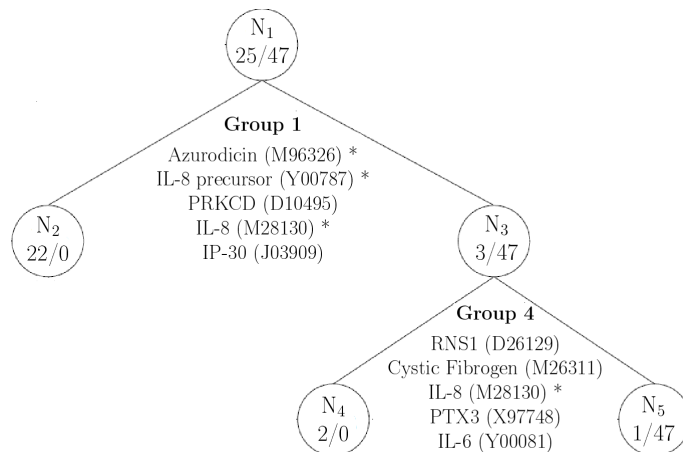 N1
25/47
Group 1
Azurodicin (M96326) *
IL-8 precursor (Y00787) *
PRKCD (D10495)
IL-8 (M28130) *
IP-30 (J03909)
N2
22/0
N3
3/47
Group 4
RNS1 (D26129)
Cystic Fibrogen (M26311)
IL-8 (M28130) *
PTX3 (X97748)
IL-6 (Y00081)
N4
2/0
N5
1/47